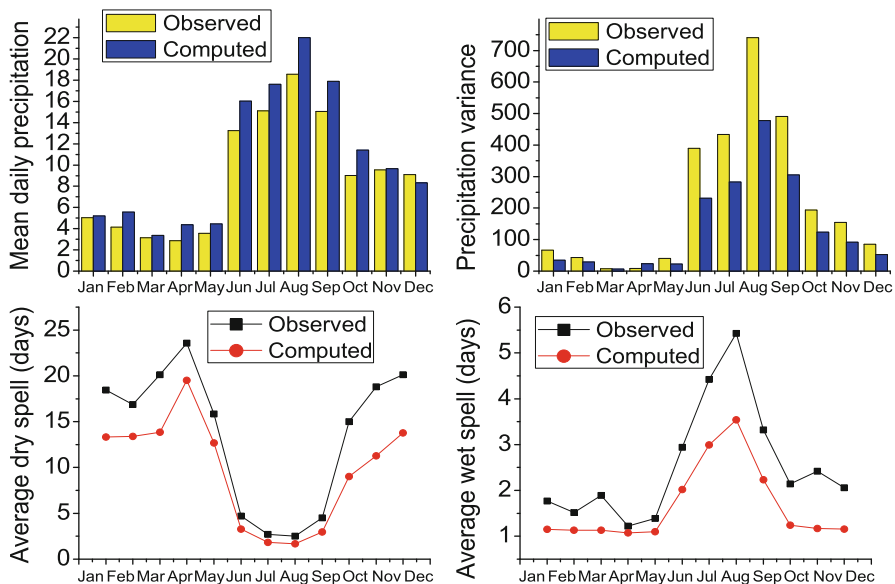 Observed
Computed
Mean daily precipitation
22
20
18
16
14
12
10
8
6
4
2
0
Jan Feb Mar Apr May Jun Jul Aug Sep Oct Nov Dec
Observed
Computed
Precipitation variance
700
600
500
400
300
200
100
0
Jan Feb Mar Apr May Jun Jul Aug Sep Oct Nov Dec
Observed
Computed
Average dry spell (days)
25
20
15
10
5
0
Jan Feb Mar Apr May Jun Jul Aug Sep Oct Nov Dec
Observed
Computed
Average wet spell (days)
6
5
4
3
2
1
Jan Feb Mar Apr May Jun Jul Aug Sep Oct Nov Dec